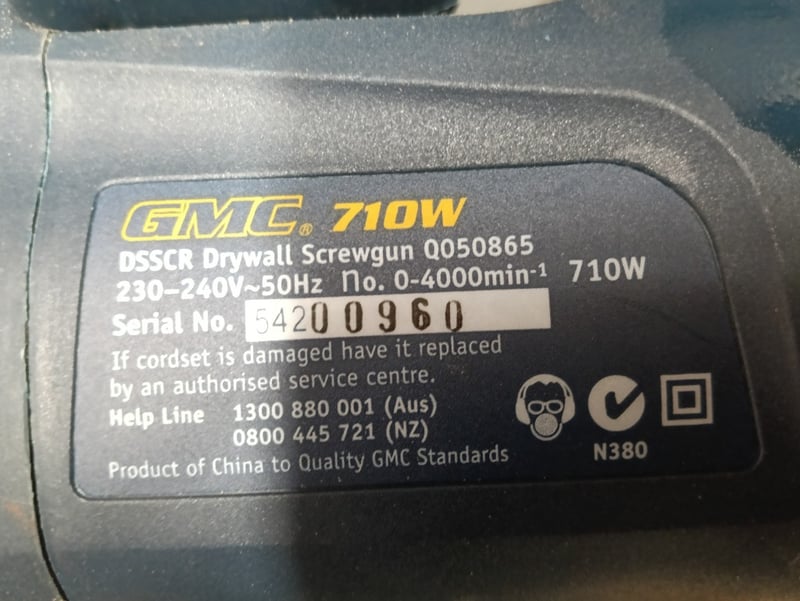 GMC® 710W
DSSCR Drywall Screwgun Q050865
230–240V~50Hz No. 0-4000min-1 710W
Serial No. 54200960
If cordset is damaged have it replaced
by an authorised service centre.
Help Line 1300 880 001 (Aus)
0800 445 721 (NZ)
N380
Product of China to Quality GMC Standards